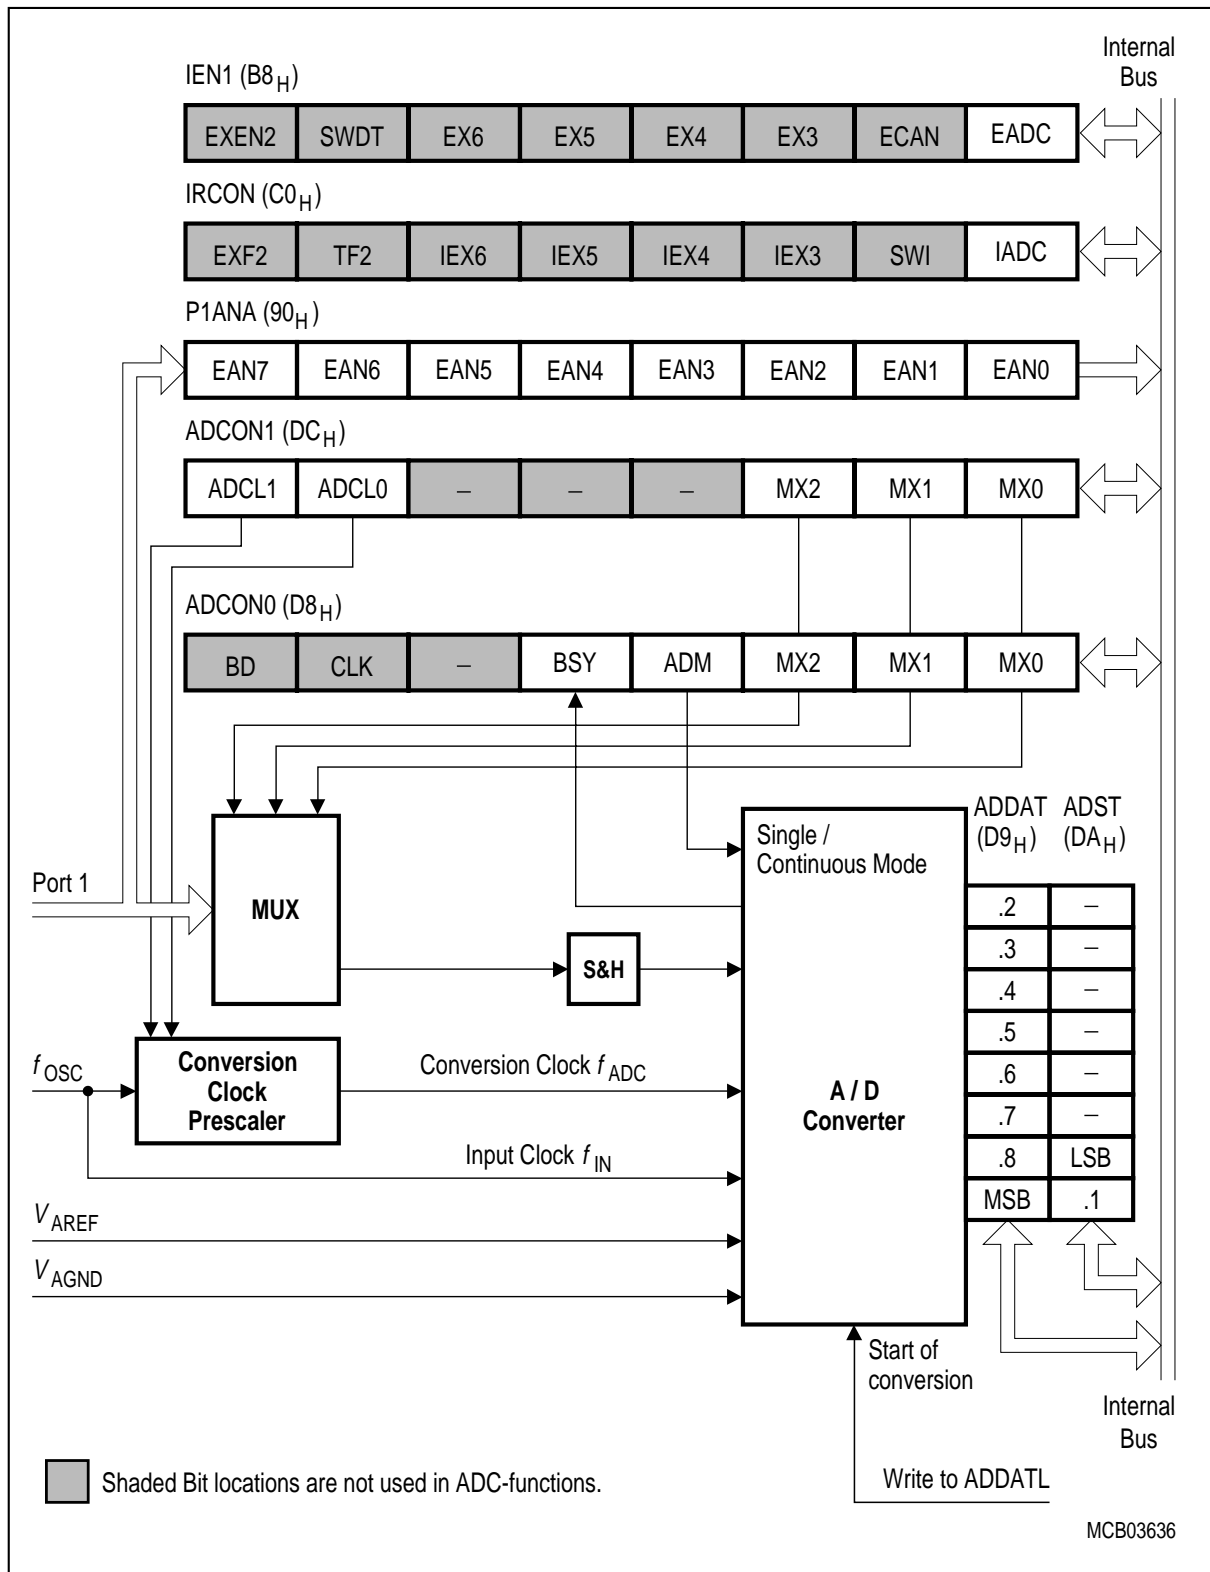 Internal
Bus
IEN1 (B8H)
EXEN2 SWDT EX6 EX5 EX4 EX3 ECAN EADC
IRCON (C0H)
EXF2 TF2 IEX6 IEX5 IEX4 IEX3 SWI IADC
P1ANA (90H)
EAN7 EAN6 EAN5 EAN4 EAN3 EAN2 EAN1 EAN0
ADCON1 (DCH)
ADCL1 ADCL0 – – – MX2 MX1 MX0
ADCON0 (D8H)
BD CLK – BSY ADM MX2 MX1 MX0
ADDAT ADST
(D9H) (DAH)
Single /
Continuous Mode
Port 1
MUX
S&H
.2 –
.3 –
.4 –
.5 –
.6 –
.7 –
.8 LSB
MSB .1
fOSC
Conversion
Clock
Prescaler
Conversion Clock fADC
A / D
Converter
Input Clock fIN
VAREF
VAGND
Start of
conversion
Internal
Bus
Shaded Bit locations are not used in ADC-functions.
Write to ADDATL
MCB03636